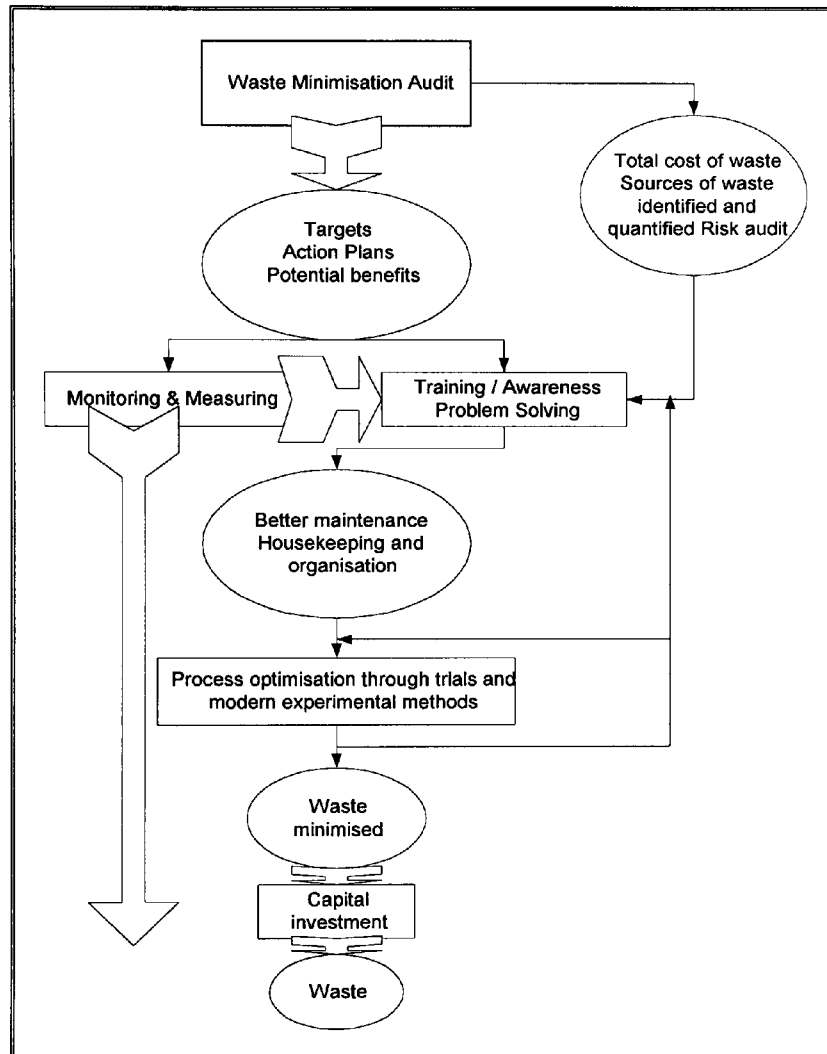 Waste Minimisation Audit
Total cost of waste
Sources of waste
identified and
quantified Risk audit
Targets
Action Plans
Potential benefits
Monitoring & Measuring
Training / Awareness
Problem Solving
Better maintenance
Housekeeping and
organisation
Process optimisation through trials and
modern experimental methods
Waste
minimised
Capital
investment
Waste